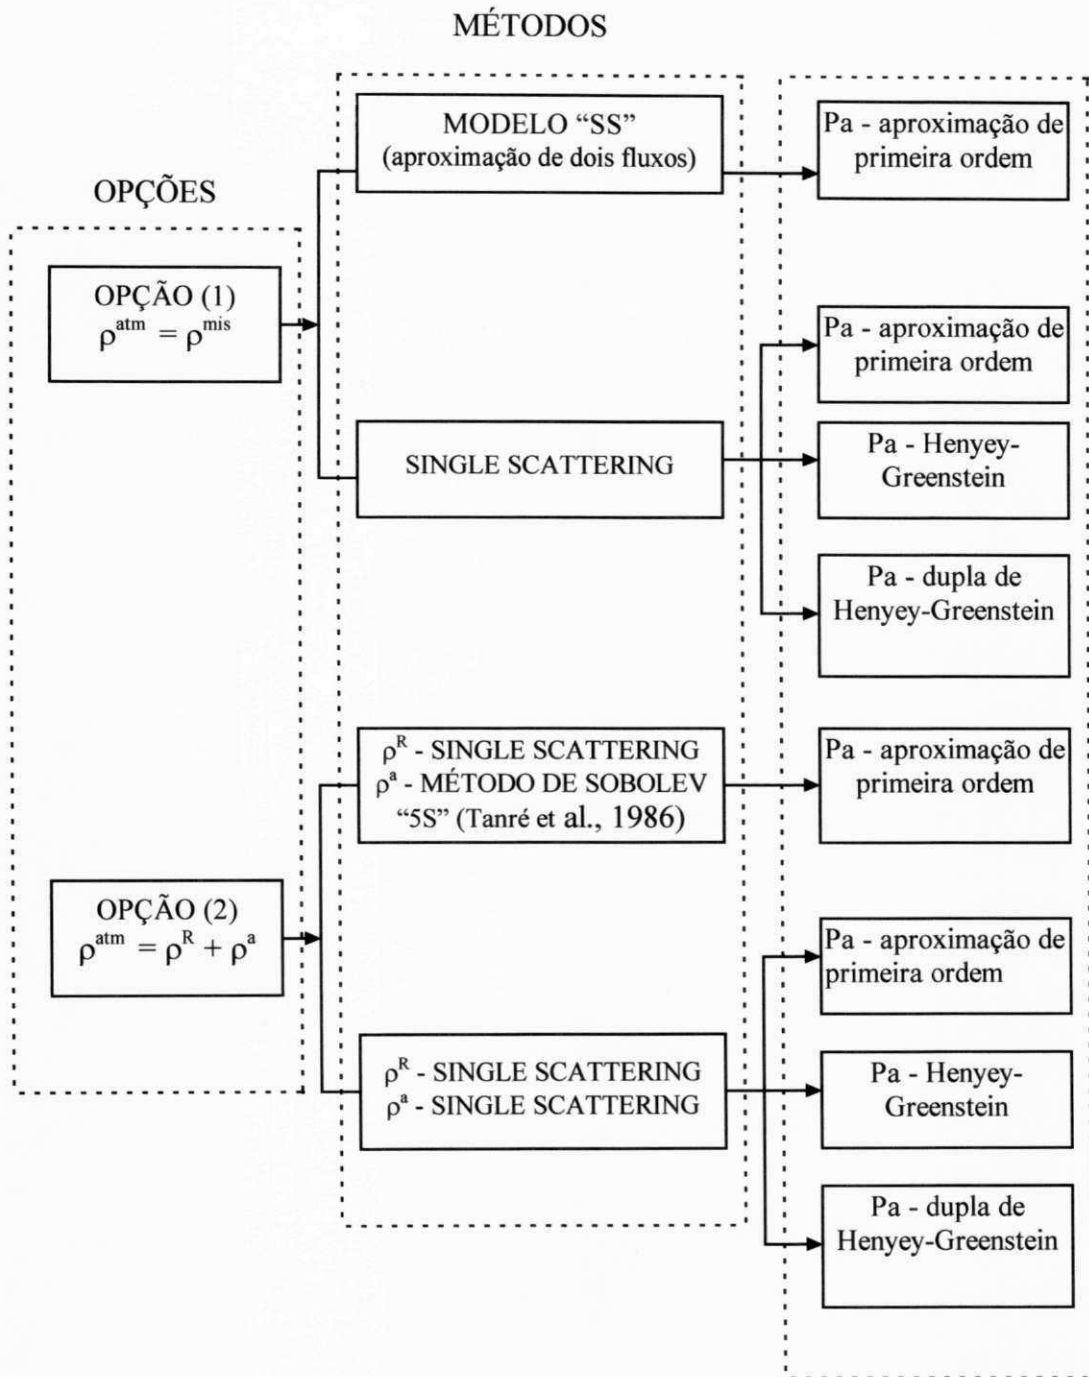 MÉTODOS
OPÇÕES
OPÇÃO (1)
ρ^atm = ρ^mis
MODELO “SS”
(aproximação de dois fluxos)
Pa - aproximação de
primeira ordem
SINGLE SCATTERING
Pa - aproximação de
primeira ordem
Pa - Henyey-
Greenstein
Pa - dupla de
Henyey-Greenstein
OPÇÃO (2)
ρ^atm = ρ^R + ρ^a
ρ^R - SINGLE SCATTERING
ρ^a - MÉTODO DE SOBOLEV
“5S” (Tanré et al., 1986)
Pa - aproximação de
primeira ordem
ρ^R - SINGLE SCATTERING
ρ^a - SINGLE SCATTERING
Pa - aproximação de
primeira ordem
Pa - Henyey-
Greenstein
Pa - dupla de
Henyey-Greenstein